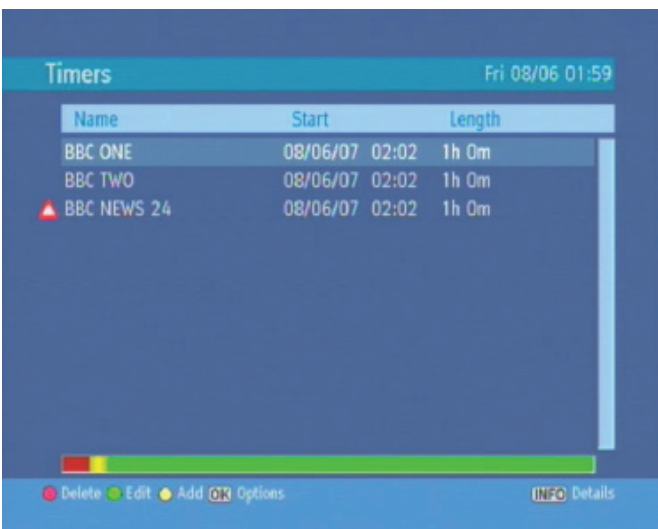 Timers Fri 08/06 01:59
Name Start Length
BBC ONE 08/06/07 02:02 1h 0m
BBC TWO 08/06/07 02:02 1h 0m
BBC NEWS 24 08/06/07 02:02 1h 0m
Delete Edit Add OK Options INFO Details